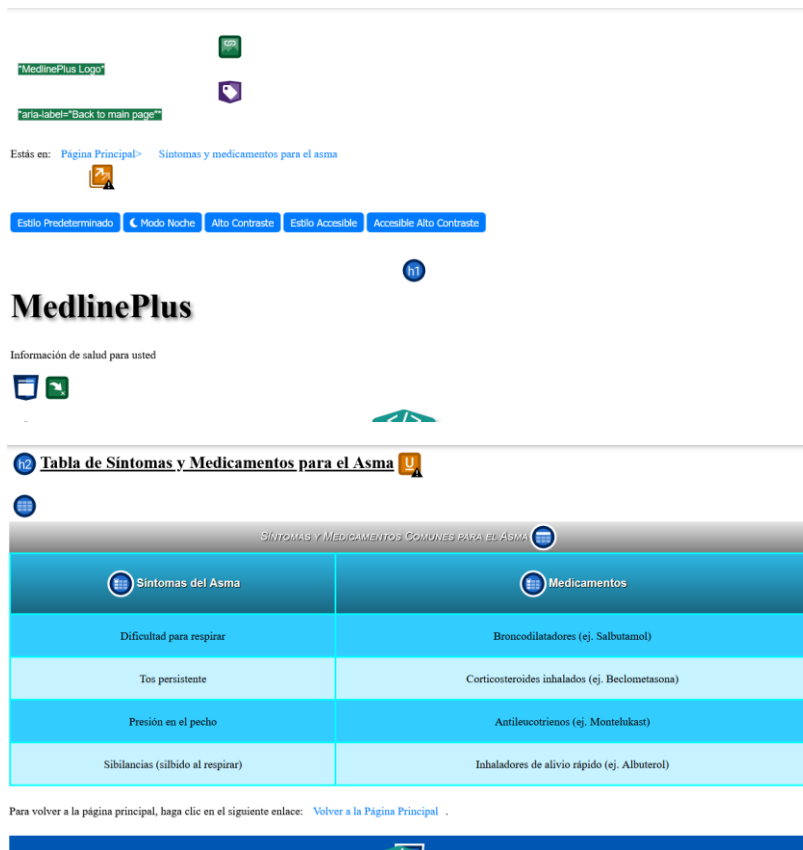 *MedlinePlus Logo*
*aria-label="Back to main page"*
Estás en: Página Principal> Síntomas y medicamentos para el asma
Estilo Predeterminado Modo Noche Alto Contraste Estilo Accesible Accesible Alto Contraste
h1
MedlinePlus
Información de salud para usted
</>
h2 Tabla de Síntomas y Medicamentos para el Asma U
Síntomas y Medicamentos Comunes para el Asma
Síntomas del Asma Medicamentos
Dificultad para respirar Broncodilatadores (ej. Salbutamol)
Tos persistente Corticosteroides inhalados (ej. Beclometasona)
Presión en el pecho Antileucotrienos (ej. Montelukast)
Sibilancias (silbido al respirar) Inhaladores de alivio rápido (ej. Albuterol)
Para volver a la página principal, haga clic en el siguiente enlace: Volver a la Página Principal .